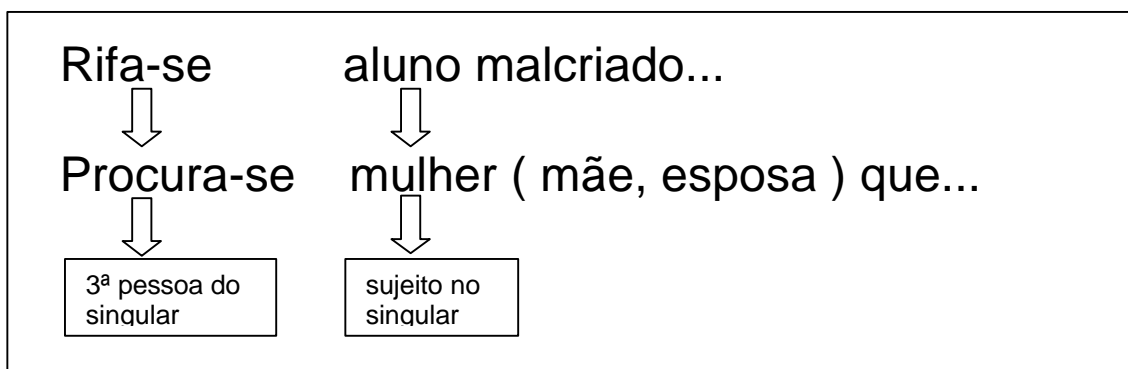 Rifa-se aluno malcriado...
Procura-se mulher ( mãe, esposa ) que...
3ª pessoa do
singular
sujeito no
singular